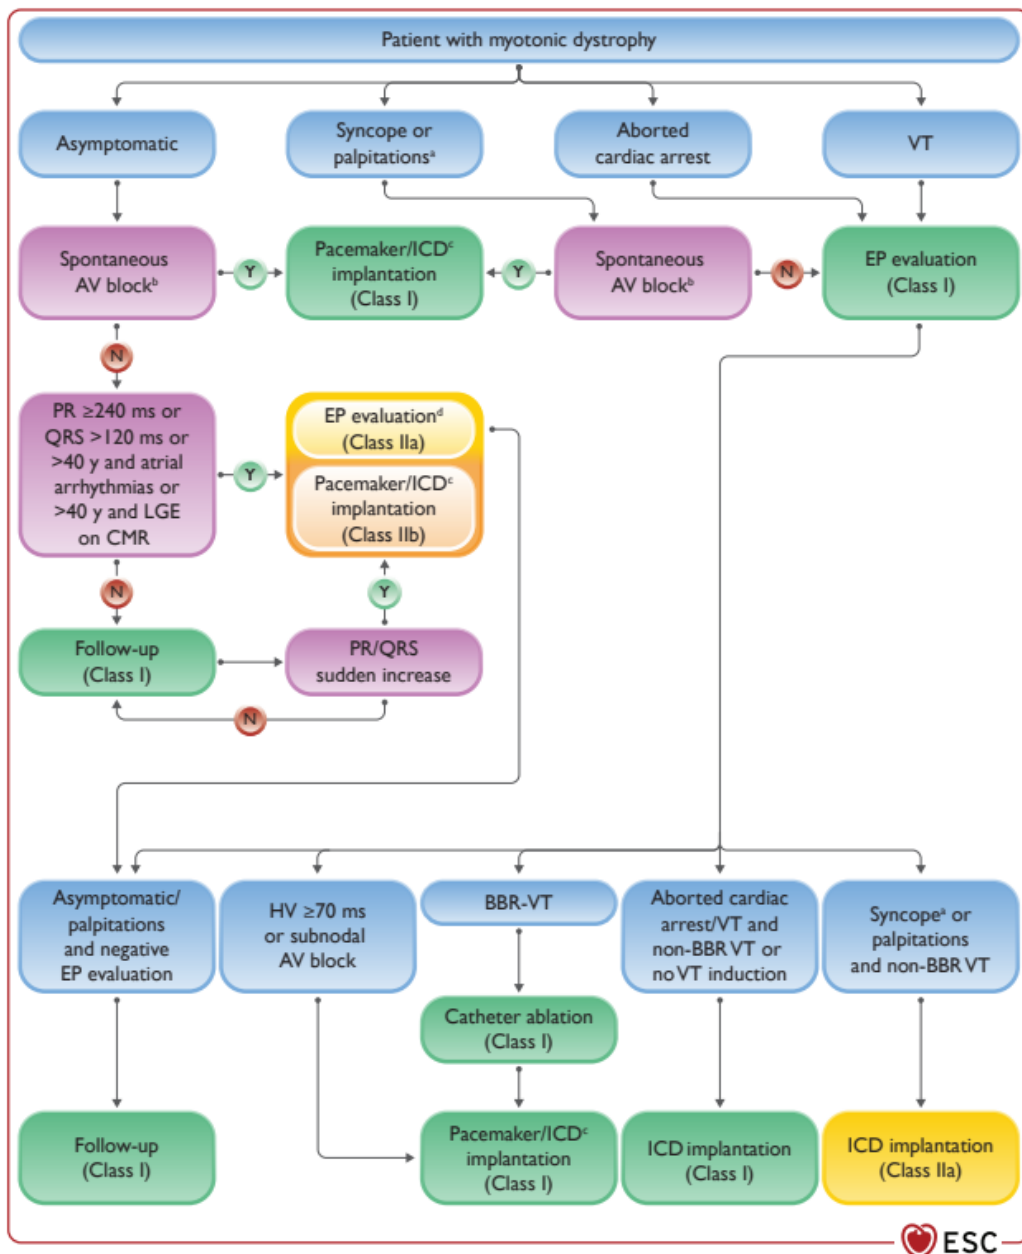 Patient with myotonic dystrophy
Asymptomatic
Syncope or
palpitationsᵃ
Aborted
cardiac arrest
VT
Spontaneous
AV blockᵇ
Y
Pacemaker/ICDᶜ
implantation
(Class I)
Y
Spontaneous
AV blockᵇ
N
EP evaluation
(Class I)
N
PR ≥240 ms or
QRS >120 ms or
>40 y and atrial
arrhythmias or
>40 y and LGE
on CMR
Y
EP evaluationᵈ
(Class IIa)
Pacemaker/ICDᶜ
implantation
(Class IIb)
N
Y
Follow-up
(Class I)
PR/QRS
sudden increase
N
Asymptomatic/
palpitations
and negative
EP evaluation
HV ≥70 ms
or subnodal
AV block
BBR-VT
Aborted cardiac
arrest/VT and
non-BBR VT or
no VT induction
Syncopeᵃ or
palpitations
and non-BBR VT
Catheter ablation
(Class I)
Follow-up
(Class I)
Pacemaker/ICDᶜ
implantation
(Class I)
ICD implantation
(Class I)
ICD implantation
(Class IIa)
ESC